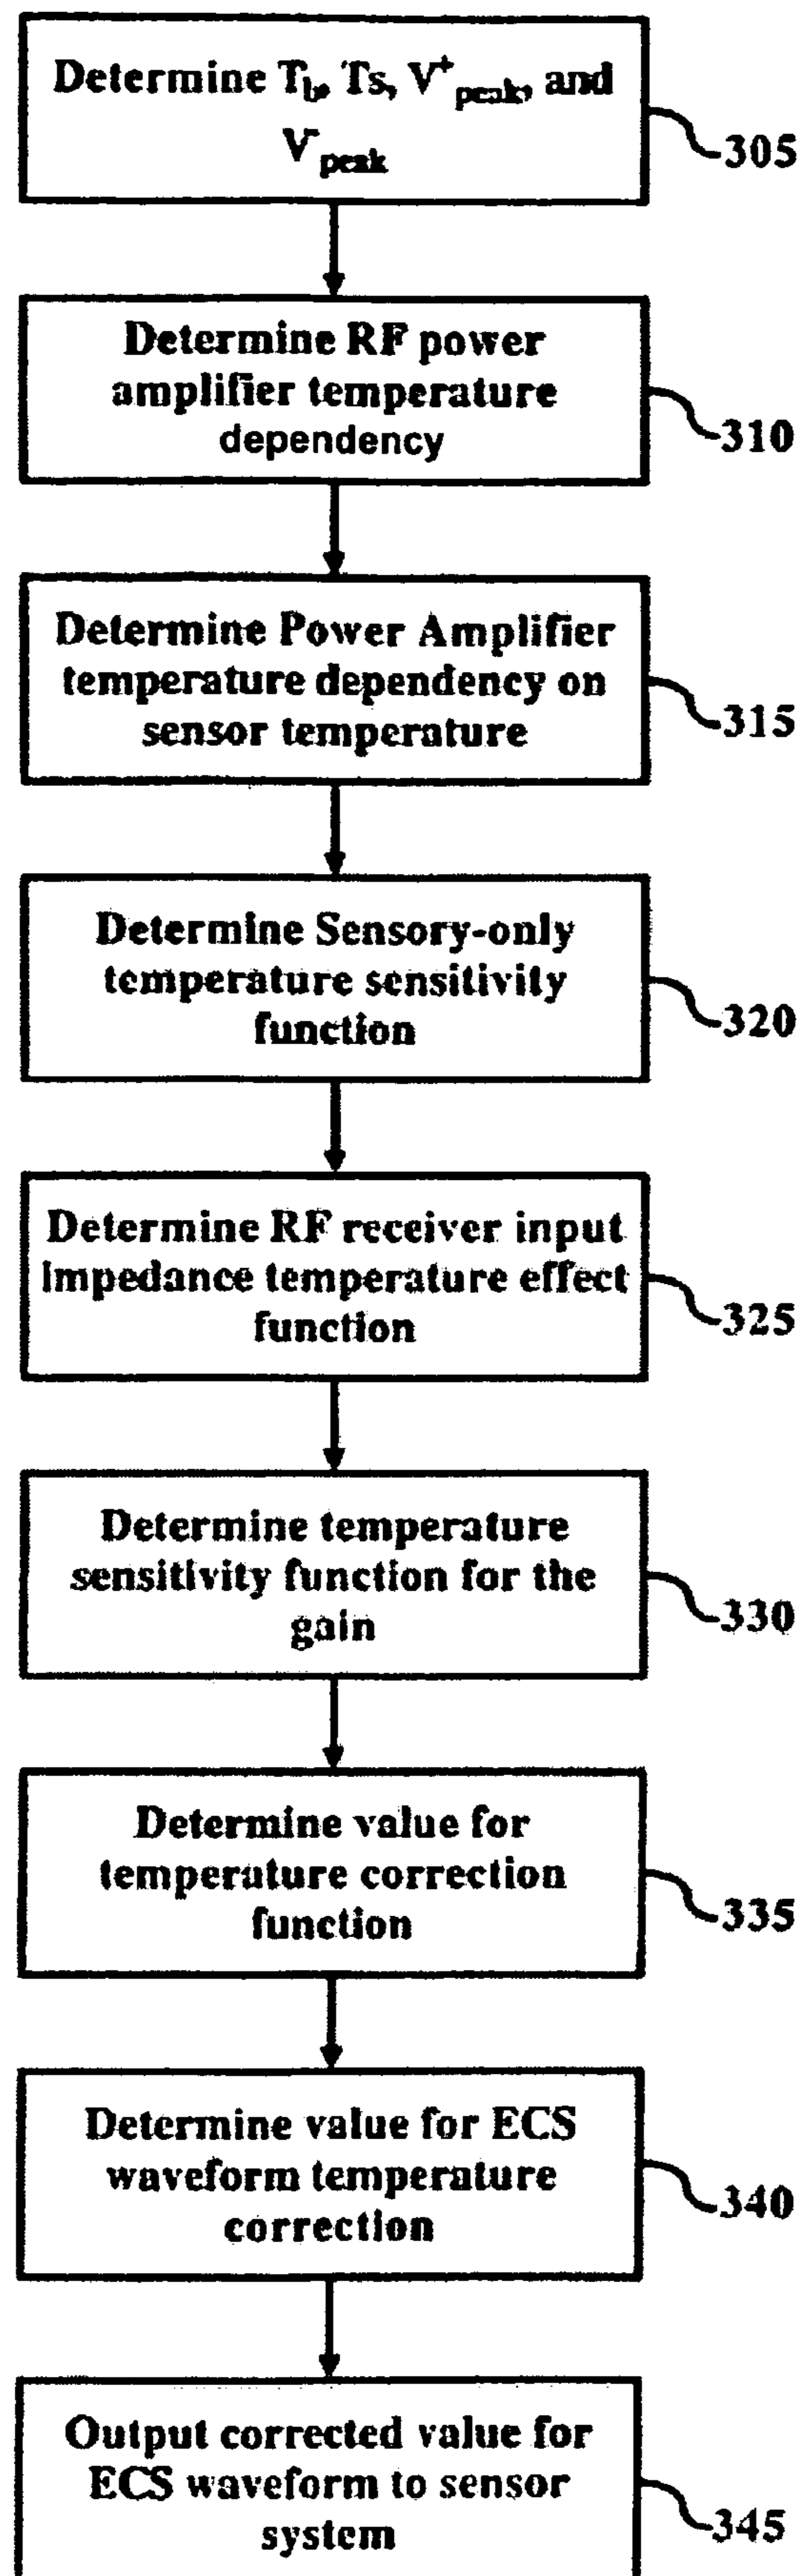 Determine T_b, Ts, V⁺_peak, and
V⁻_peak
305
Determine RF power
amplifier temperature
dependency
310
Determine Power Amplifier
temperature dependency on
sensor temperature
315
Determine Sensory-only
temperature sensitivity
function
320
Determine RF receiver input
impedance temperature effect
function
325
Determine temperature
sensitivity function for the
gain
330
Determine value for
temperature correction
function
335
Determine value for ECS
waveform temperature
correction
340
Output corrected value for
ECS waveform to sensor
system
345